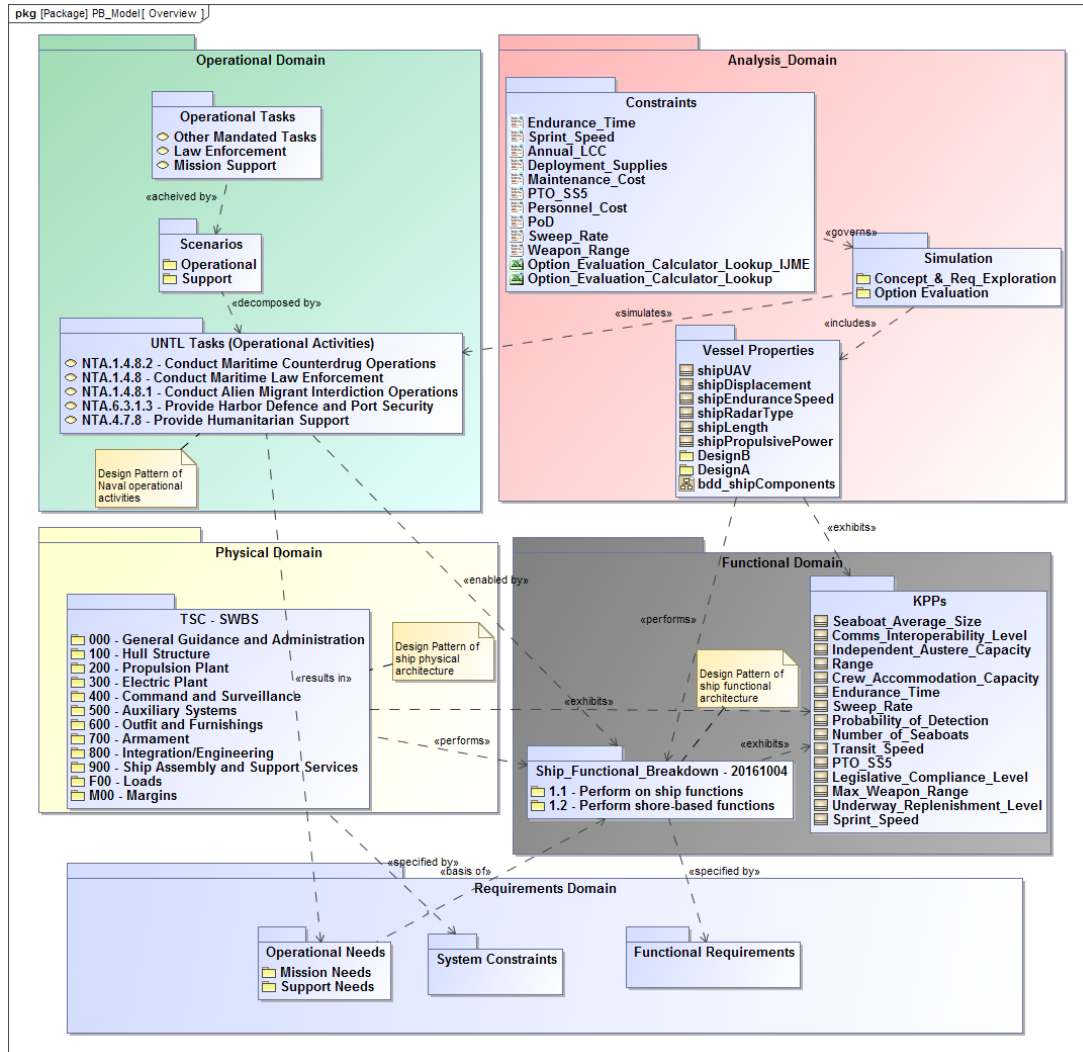 pkg [Package] PB_Model[ Overview ]
Operational Domain
Operational Tasks
Other Mandated Tasks
Law Enforcement
Mission Support
«acheived by»
Scenarios
Operational
Support
«decomposed by»
UNTL Tasks (Operational Activities)
NTA.1.4.8.2 - Conduct Maritime Counterdrug Operations
NTA.1.4.8 - Conduct Maritime Law Enforcement
NTA.1.4.8.1 - Conduct Alien Migrant Interdiction Operations
NTA.6.3.1.3 - Provide Harbor Defence and Port Security
NTA.4.7.8 - Provide Humanitarian Support
Design Pattern of
Naval operational
activities
Analysis_Domain
Constraints
Endurance_Time
Sprint_Speed
Annual_LCC
Deployment_Supplies
Maintenance_Cost
PTO_SS5
Personnel_Cost
PoD
Sweep_Rate
Weapon_Range
Option_Evaluation_Calculator_Lookup_IJME
Option_Evaluation_Calculator_Lookup
«governs»
Simulation
Concept_&_Req_Exploration
Option Evaluation
«simulates»
«includes»
Vessel Properties
shipUAV
shipDisplacement
shipEnduranceSpeed
shipRadarType
shipLength
shipPropulsivePower
DesignB
DesignA
bdd_shipComponents
«exhibits»
«enabled by»
«performs»
Physical Domain
TSC - SWBS
000 - General Guidance and Administration
100 - Hull Structure
200 - Propulsion Plant
300 - Electric Plant
400 - Command and Surveillance
500 - Auxiliary Systems
600 - Outfit and Furnishings
700 - Armament
800 - Integration/Engineering
900 - Ship Assembly and Support Services
F00 - Loads
M00 - Margins
Design Pattern of
ship physical
architecture
«results in»
«exhibits»
«performs»
Functional Domain
Design Pattern of
ship functional
architecture
«exhibits»
Ship_Functional_Breakdown - 20161004
1.1 - Perform on ship functions
1.2 - Perform shore-based functions
KPPs
Seaboat_Average_Size
Comms_Interoperability_Level
Independent_Austere_Capacity
Range
Crew_Accommodation_Capacity
Endurance_Time
Sweep_Rate
Probability_of_Detection
Number_of_Seaboats
Transit_Speed
PTO_SS5
Legislative_Compliance_Level
Max_Weapon_Range
Underway_Replenishment_Level
Sprint_Speed
«specified by»
«basis of»
«specified by»
Requirements Domain
Operational Needs
Mission Needs
Support Needs
System Constraints
Functional Requirements